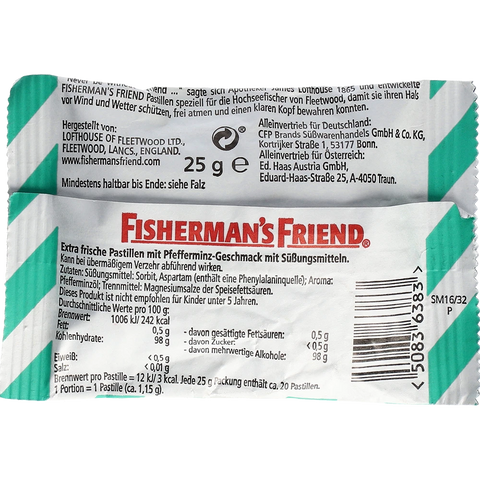 "Never be without a friend ..." sagte sich Apotheker James Lofthouse 1865 und entwickelte
FISHERMAN'S FRIEND Pastillen speziell für die Hochseefischer von Fleetwood, damit sie ihren Hals
vor Wind und Wetter schützen, frei atmen und einen klaren Kopf bewahren konnten.
Hergestellt von:
LOFTHOUSE OF FLEETWOOD LTD.,
FLEETWOOD, LANCS., ENGLAND.
www.fishermansfriend.com
25 g e
Mindestens haltbar bis Ende: siehe Falz
Alleinvertrieb für Deutschland:
CFP Brands Süßwarenhandels GmbH & Co. KG,
Kortrijker Straße 1, 53177 Bonn.
Alleinvertrieb für Österreich:
Ed. Haas Austria GmbH,
Eduard-Haas-Straße 25, A-4050 Traun.
FISHERMAN'S FRIEND®
Extra frische Pastillen mit Pfefferminz-Geschmack mit Süßungsmitteln.
Kann bei übermäßigem Verzehr abführend wirken.
Zutaten: Süßungsmittel: Sorbit, Aspartam (enthält eine Phenylalaninquelle); Aroma:
Pfefferminzöl; Trennmittel: Magnesiumsalze der Speisefettsäuren.
Dieses Produkt ist nicht empfohlen für Kinder unter 5 Jahren.
Durchschnittliche Werte pro 100 g:
Brennwert: 1006 kJ/ 242 kcal
Fett: 0,5 g - davon gesättigte Fettsäuren: 0,5 g
Kohlenhydrate: 98 g - davon Zucker: < 0,5 g
- davon mehrwertige Alkohole: 98 g
Eiweiß: < 0,5 g
Salz: < 0,01 g
Brennwert pro Pastille = 12 kJ/ 3 kcal. Jede 25 g Packung enthält ca. 20 Pastillen.
1 Portion = 1 Pastille (ca. 1,15 g).
<50836383>
SM16/32
P